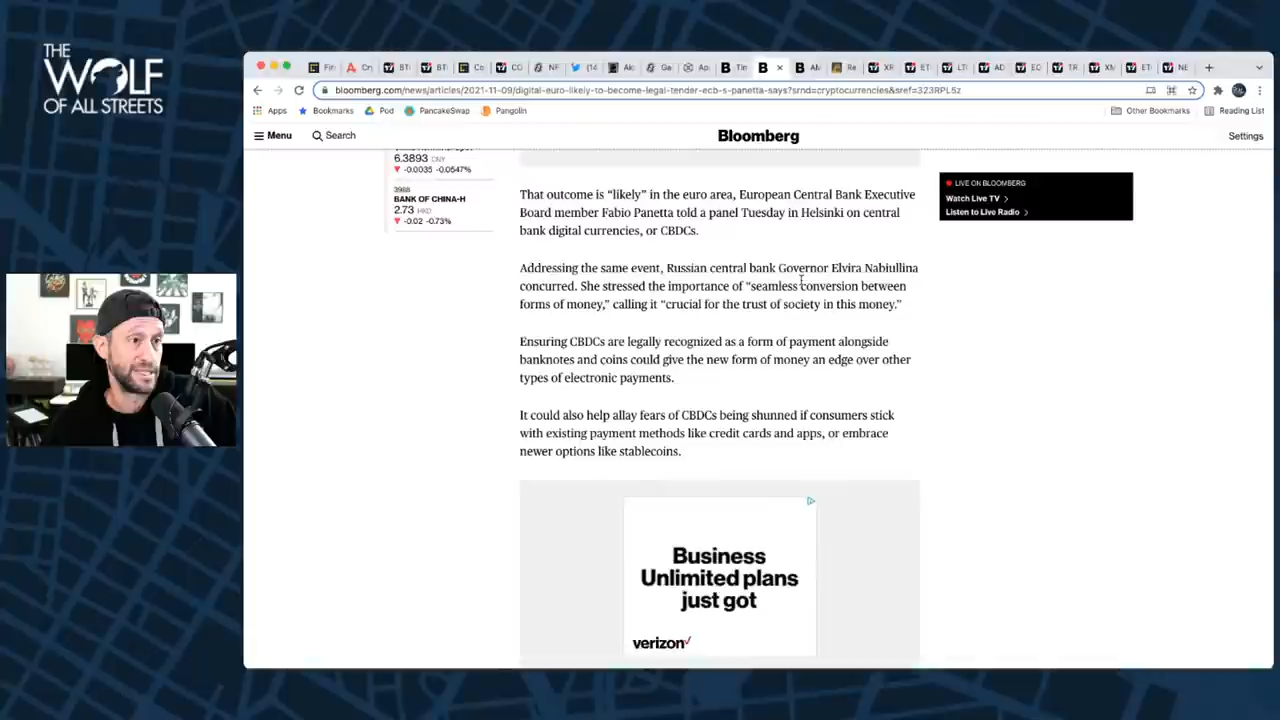 THE
WOLF
OF ALL STREETS
bloomberg.com/news/articles/2021-11-09/digital-euro-likely-to-become-legal-tender-ecb-s-panetta-says?srnd=cryptocurrencies&sref=323RPL5z
Apps Bookmarks Pod PancakeSwap Pangolin Other Bookmarks Reading List
Menu Search Bloomberg Settings
6.3893 CNY
-0.0035 -0.0547%
3988
BANK OF CHINA-H
2.73 HKD
-0.02 -0.73%
That outcome is “likely” in the euro area, European Central Bank Executive
Board member Fabio Panetta told a panel Tuesday in Helsinki on central
bank digital currencies, or CBDCs.
Addressing the same event, Russian central bank Governor Elvira Nabiullina
concurred. She stressed the importance of “seamless conversion between
forms of money,” calling it “crucial for the trust of society in this money.”
Ensuring CBDCs are legally recognized as a form of payment alongside
banknotes and coins could give the new form of money an edge over other
types of electronic payments.
It could also help allay fears of CBDCs being shunned if consumers stick
with existing payment methods like credit cards and apps, or embrace
newer options like stablecoins.
LIVE ON BLOOMBERG
Watch Live TV
Listen to Live Radio
Business
Unlimited plans
just got
verizon